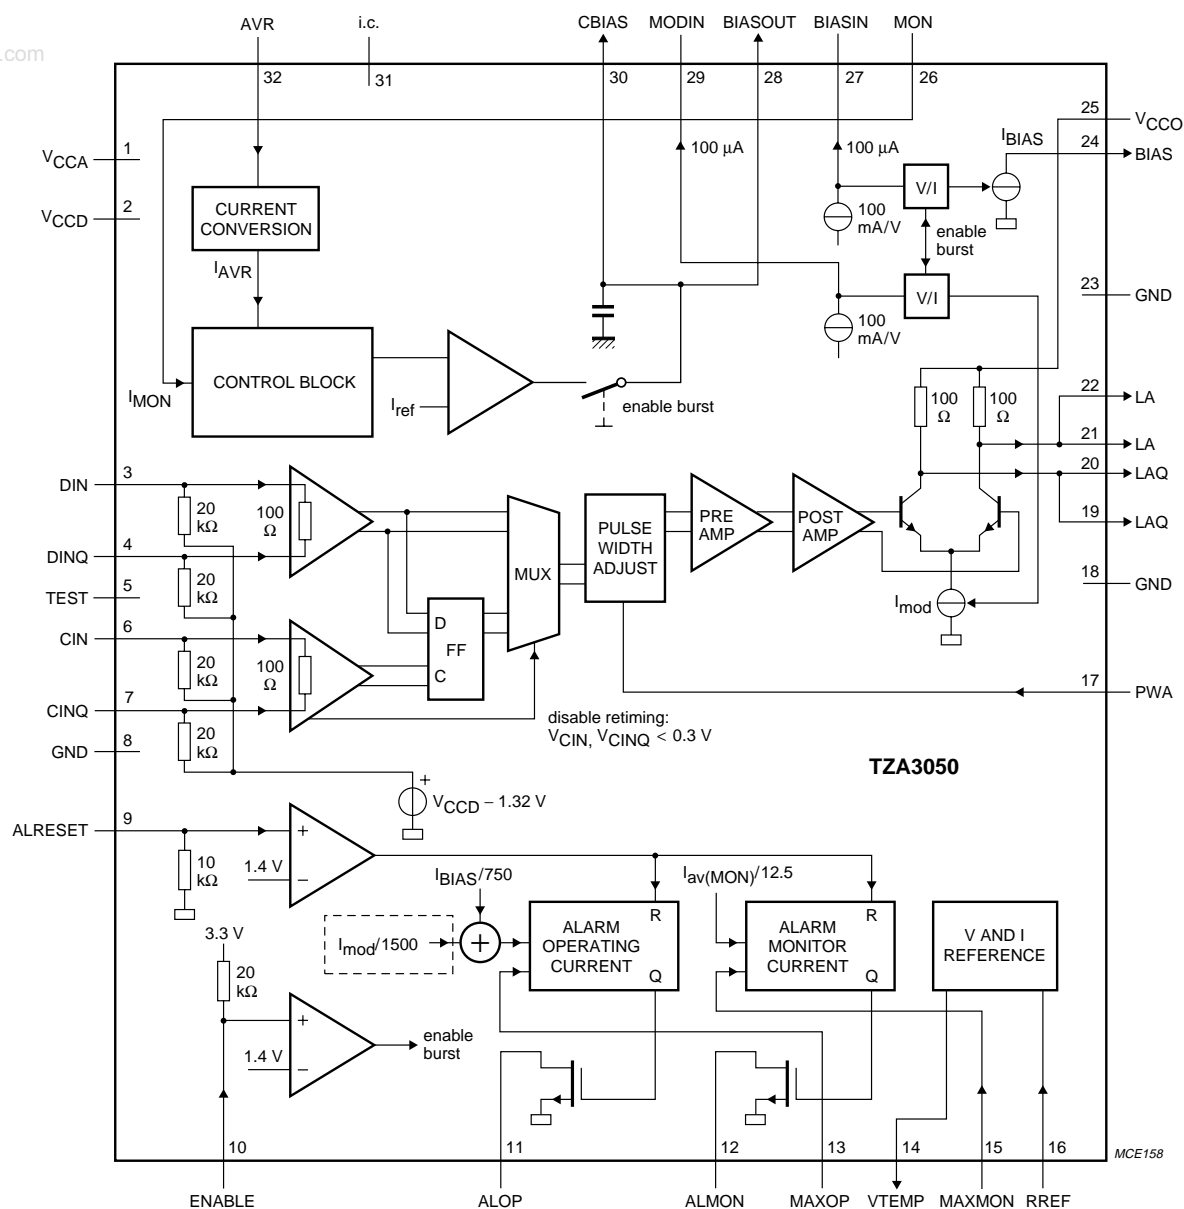 AVR
i.c.
CBIAS
MODIN
BIASOUT
BIASIN
MON
.com
32
31
30
29
28
27
26
25
VCCO
1
VCCA
IBIAS
24
BIAS
100 μA
100 μA
V/I
2
VCCD
CURRENT
CONVERSION
100
mA/V
enable
burst
IAVR
V/I
23
GND
100
mA/V
CONTROL BLOCK
IMON
Iref
enable burst
100
Ω
100
Ω
22
LA
21
LA
3
DIN
20
LAQ
20
kΩ
100
Ω
19
LAQ
4
DINQ
PULSE
WIDTH
ADJUST
PRE
AMP
POST
AMP
MUX
5
TEST
20
kΩ
18
GND
Imod
6
CIN
D
FF
C
20
kΩ
100
Ω
17
PWA
7
CINQ
disable retiming:
VCIN, VCINQ < 0.3 V
20
kΩ
8
GND
TZA3050
+
VCCD − 1.32 V
9
ALRESET
+
10
kΩ
1.4 V
−
IBIAS/750
Iav(MON)/12.5
R
R
ALARM
OPERATING
CURRENT
ALARM
MONITOR
CURRENT
V AND I
REFERENCE
3.3 V
Imod/1500
+
Q
Q
20
kΩ
+
1.4 V
−
enable
burst
10
11
12
13
14
15
16
MCE158
ENABLE
ALOP
ALMON
MAXOP
VTEMP
MAXMON
RREF